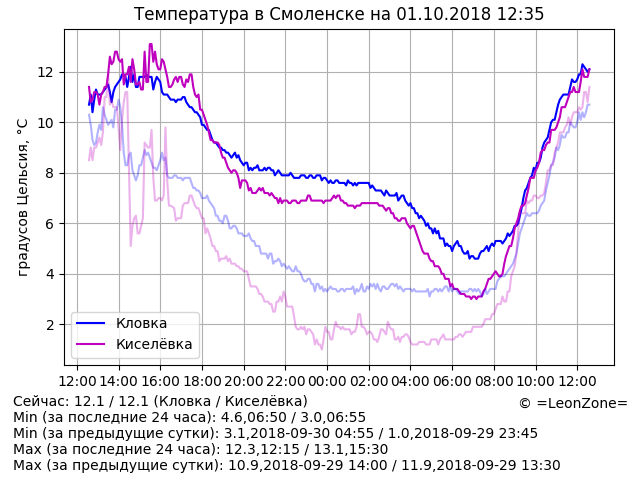 Температура в Смоленске на 01.10.2018 12:35
градусов Цельсия, °C
12
10
8
6
4
2
Кловка
Киселёвка
12:00 14:00 16:00 18:00 20:00 22:00 00:00 02:00 04:00 06:00 08:00 10:00 12:00
Сейчас: 12.1 / 12.1 (Кловка / Киселёвка)
© =LeonZone=
Min (за последние 24 часа): 4.6,06:50 / 3.0,06:55
Min (за предыдущие сутки): 3.1,2018-09-30 04:55 / 1.0,2018-09-29 23:45
Max (за последние 24 часа): 12.3,12:15 / 13.1,15:30
Max (за предыдущие сутки): 10.9,2018-09-29 14:00 / 11.9,2018-09-29 13:30